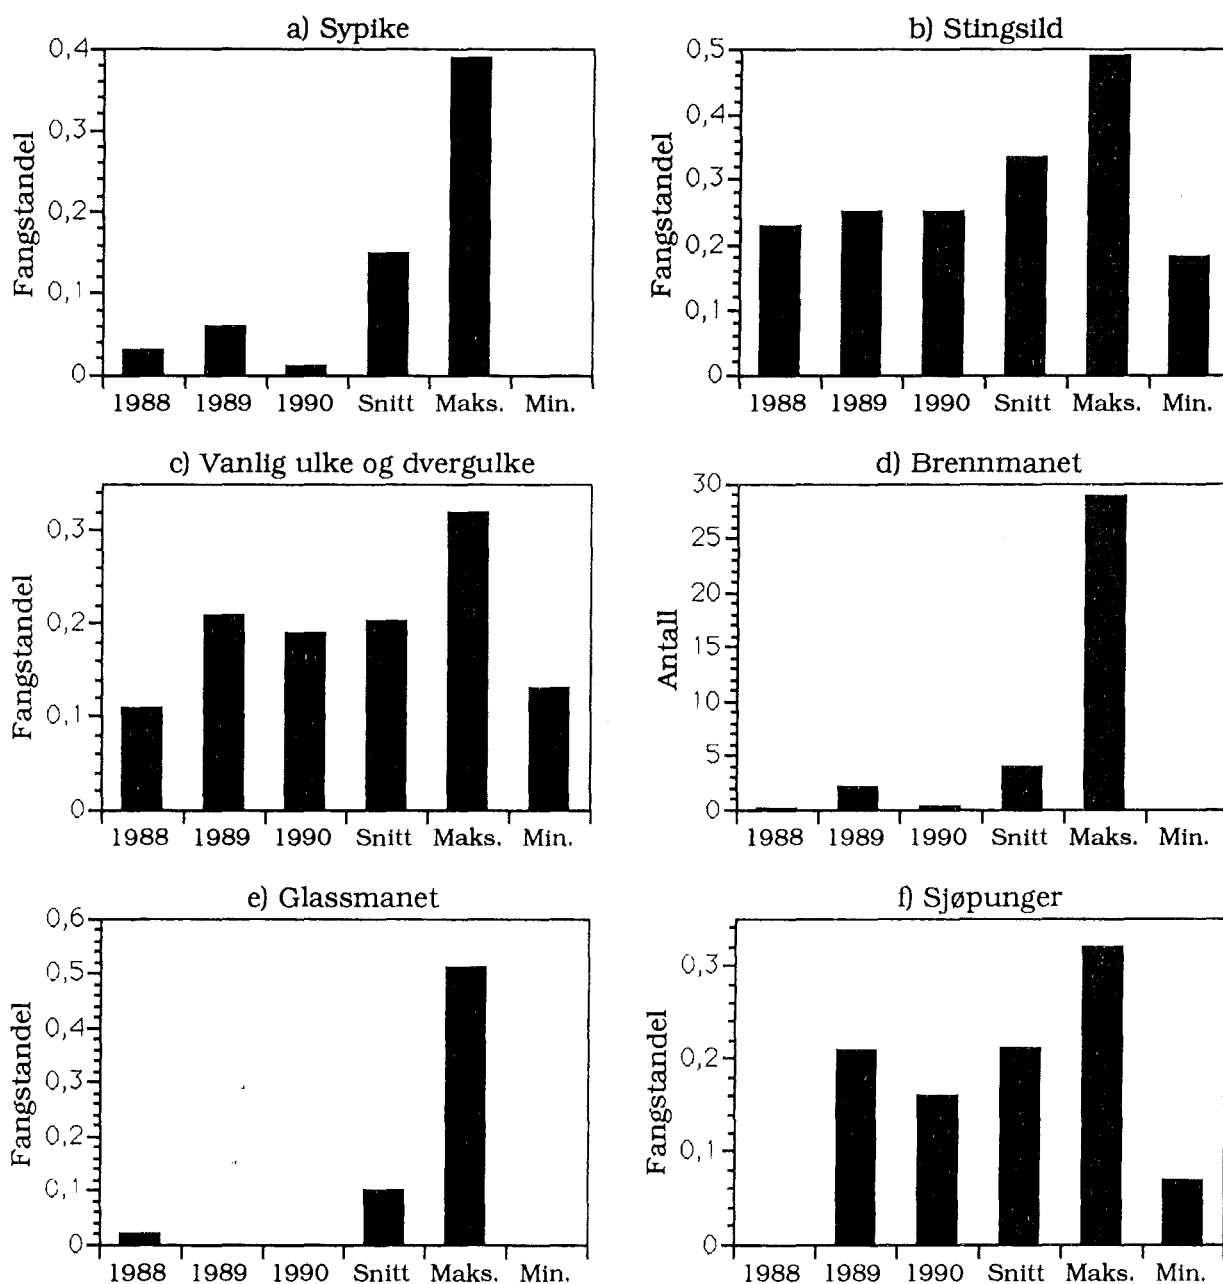 a) Sypike
0,4
0,3
0,2
0,1
0
Fangstandel
1988 1989 1990 Snitt Maks. Min.
b) Stingsild
0,5
0,4
0,3
0,2
0,1
0
Fangstandel
1988 1989 1990 Snitt Maks. Min.
c) Vanlig ulke og dvergulke
0,3
0,2
0,1
0
Fangstandel
1988 1989 1990 Snitt Maks. Min.
d) Brennmanet
30
25
20
15
10
5
0
Antall
1988 1989 1990 Snitt Maks. Min.
e) Glassmanet
0,6
0,5
0,4
0,3
0,2
0,1
0
Fangstandel
1988 1989 1990 Snitt Maks. Min.
f) Sjøpunger
0,3
0,2
0,1
0
Fangstandel
1988 1989 1990 Snitt Maks. Min.